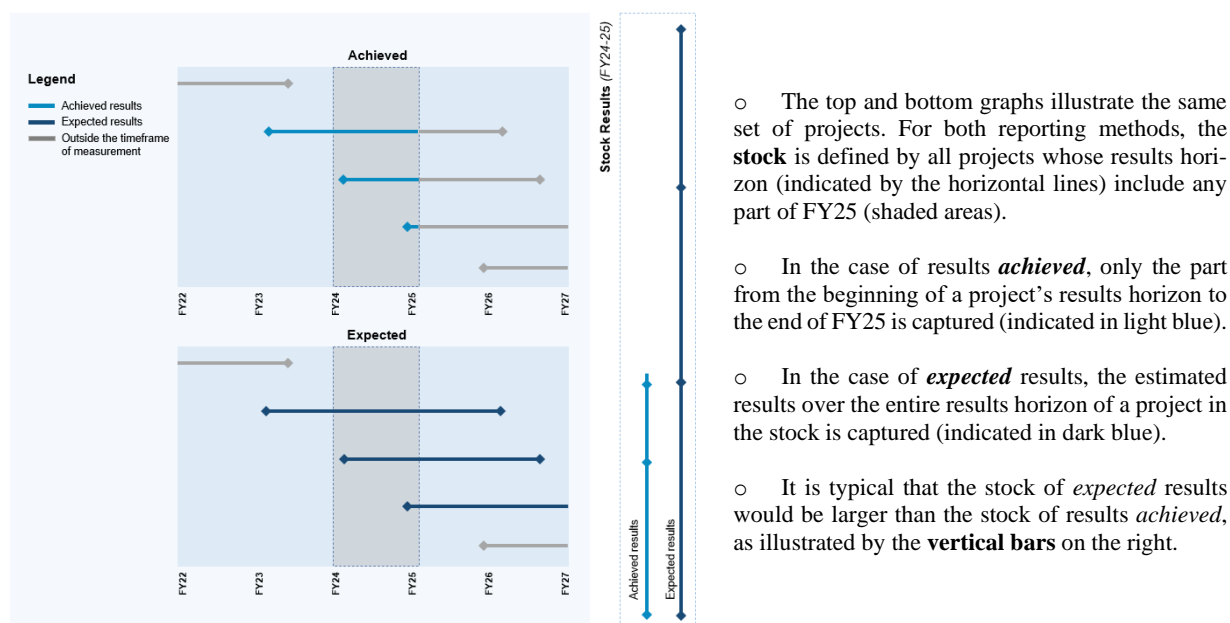 Achieved
Legend
Achieved results
Expected results
Outside the timeframe
of measurement
FY22
FY23
FY24
FY25
FY26
FY27
Expected
FY22
FY23
FY24
FY25
FY26
FY27
Stock Results (FY24-25)
Achieved results
Expected results
o The top and bottom graphs illustrate the same
set of projects. For both reporting methods, the
stock is defined by all projects whose results hori-
zon (indicated by the horizontal lines) include any
part of FY25 (shaded areas).
o In the case of results achieved, only the part
from the beginning of a project’s results horizon to
the end of FY25 is captured (indicated in light blue).
o In the case of expected results, the estimated
results over the entire results horizon of a project in
the stock is captured (indicated in dark blue).
o It is typical that the stock of expected results
would be larger than the stock of results achieved,
as illustrated by the vertical bars on the right.